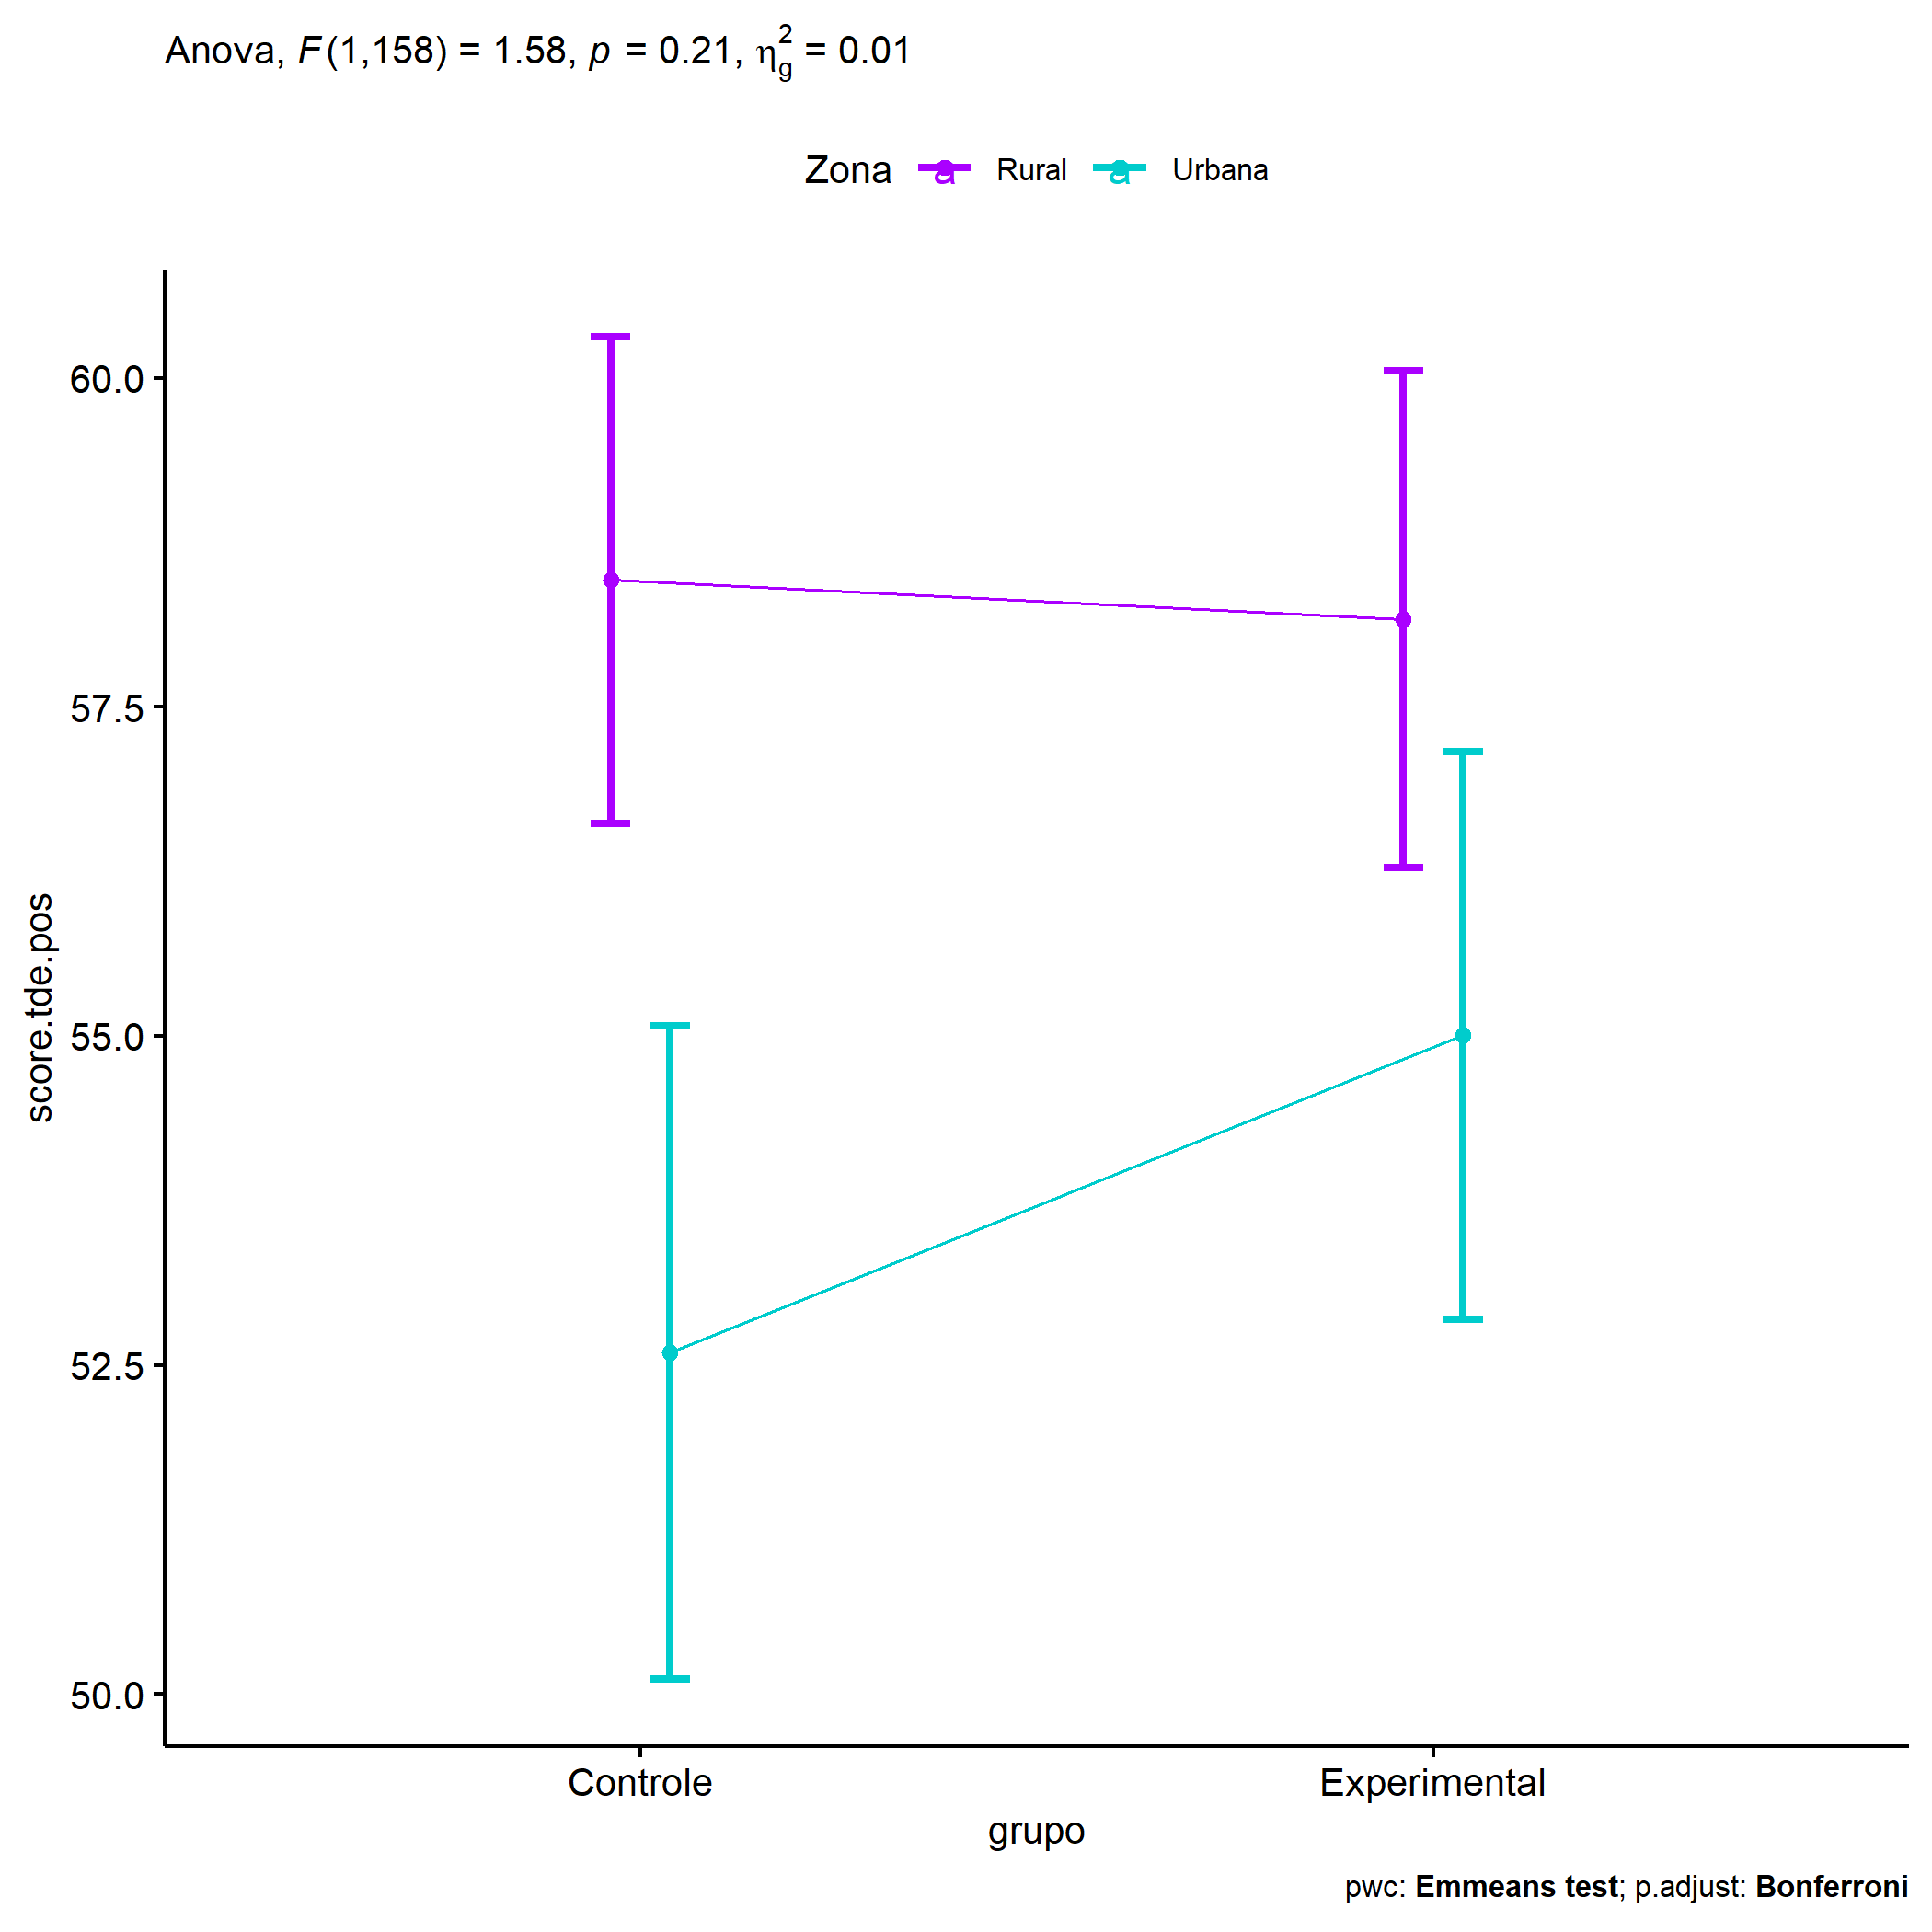 Anova, F(1,158) = 1.58, p = 0.21, η²g = 0.01
Zona a Rural a Urbana
60.0
57.5
55.0
52.5
50.0
score.tde.pos
Controle Experimental
grupo
pwc: Emmeans test; p.adjust: Bonferroni